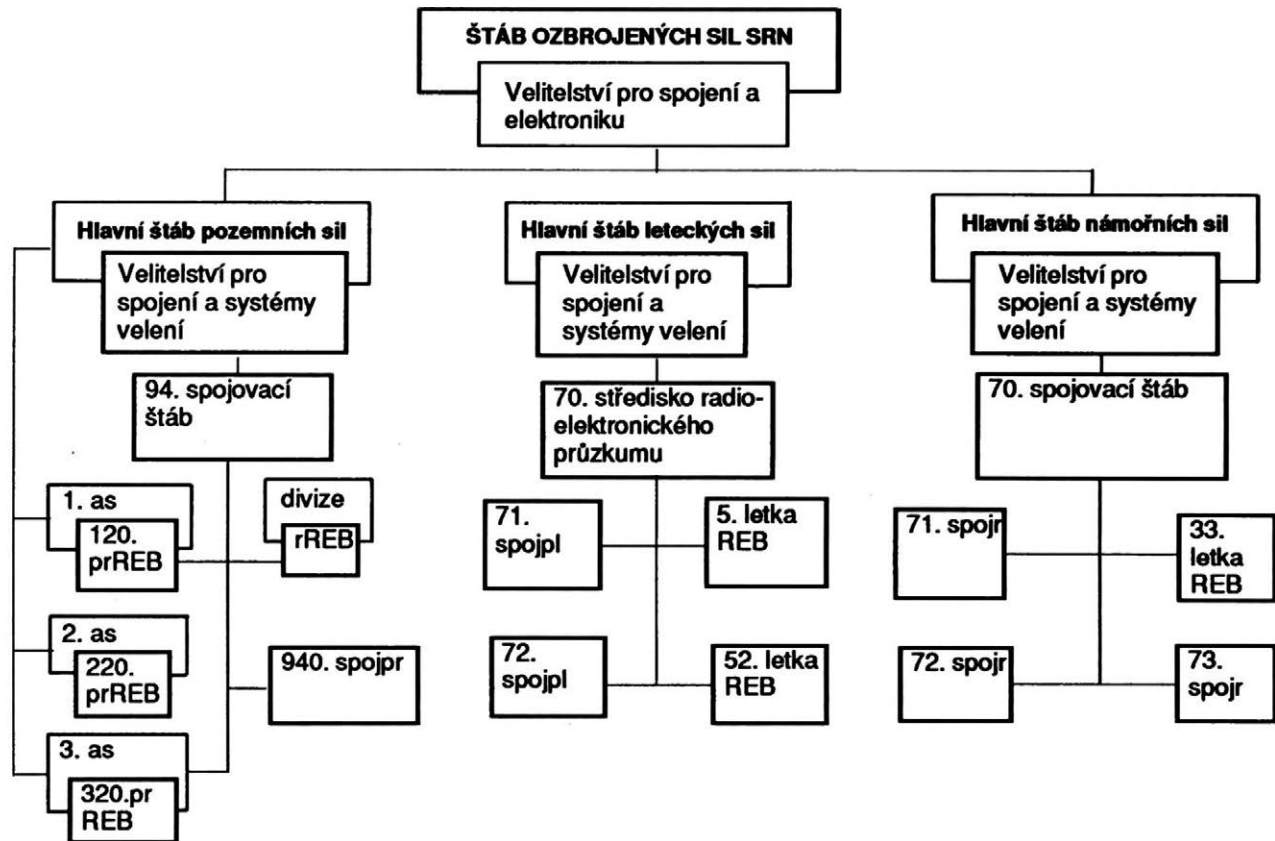 ŠTÁB OZBROJENÝCH SIL SRN
Velitelství pro spojení a
elektroniku
Hlavní štáb pozemních sil
Velitelství pro
spojení a systémy
velení
94. spojovací
štáb
1. as
120.
prREB
divize
rREB
2. as
220.
prREB
940. spojpr
3. as
320.pr
REB
Hlavní štáb leteckých sil
Velitelství pro
spojení a
systémy velení
70. středisko radio-
elektronického
průzkumu
71.
spojpl
5. letka
REB
72.
spojpl
52. letka
REB
Hlavní štáb námořních sil
Velitelství pro
spojení a systémy
velení
70. spojovací štáb
71. spojr
33.
letka
REB
72. spojr
73.
spojr